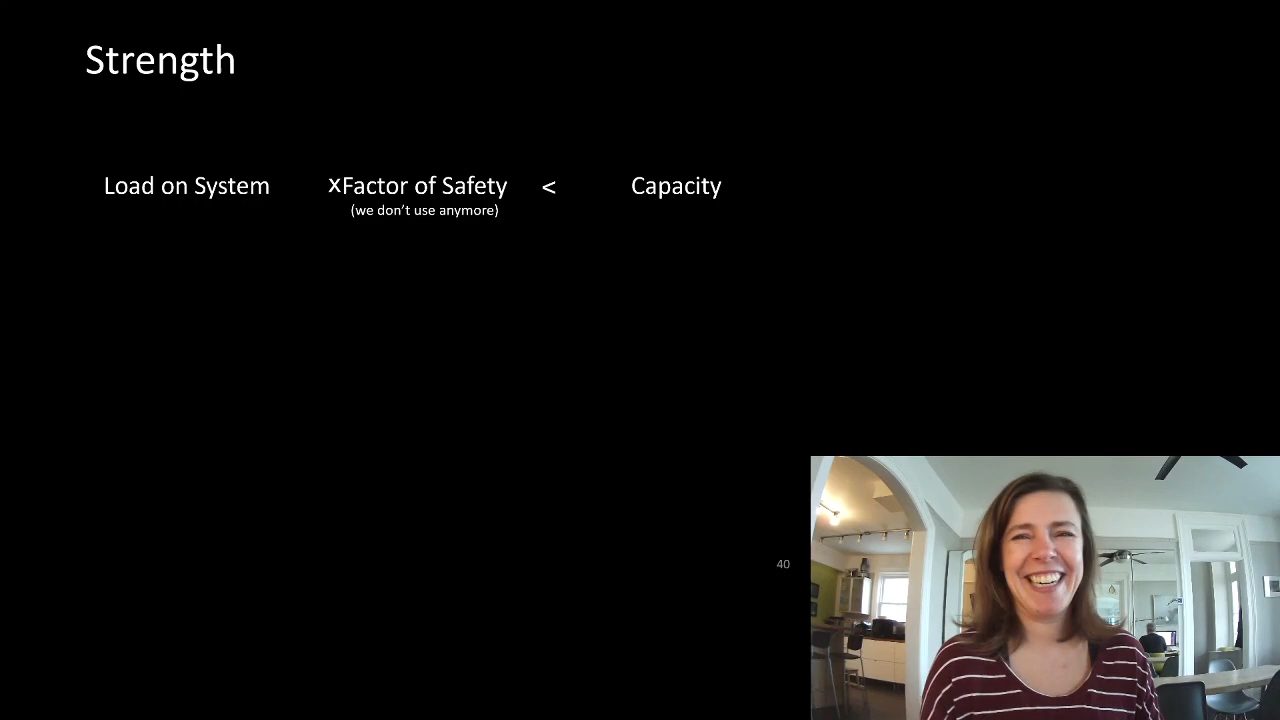 Strength
Load on System xFactor of Safety < Capacity
(we don’t use anymore)
40